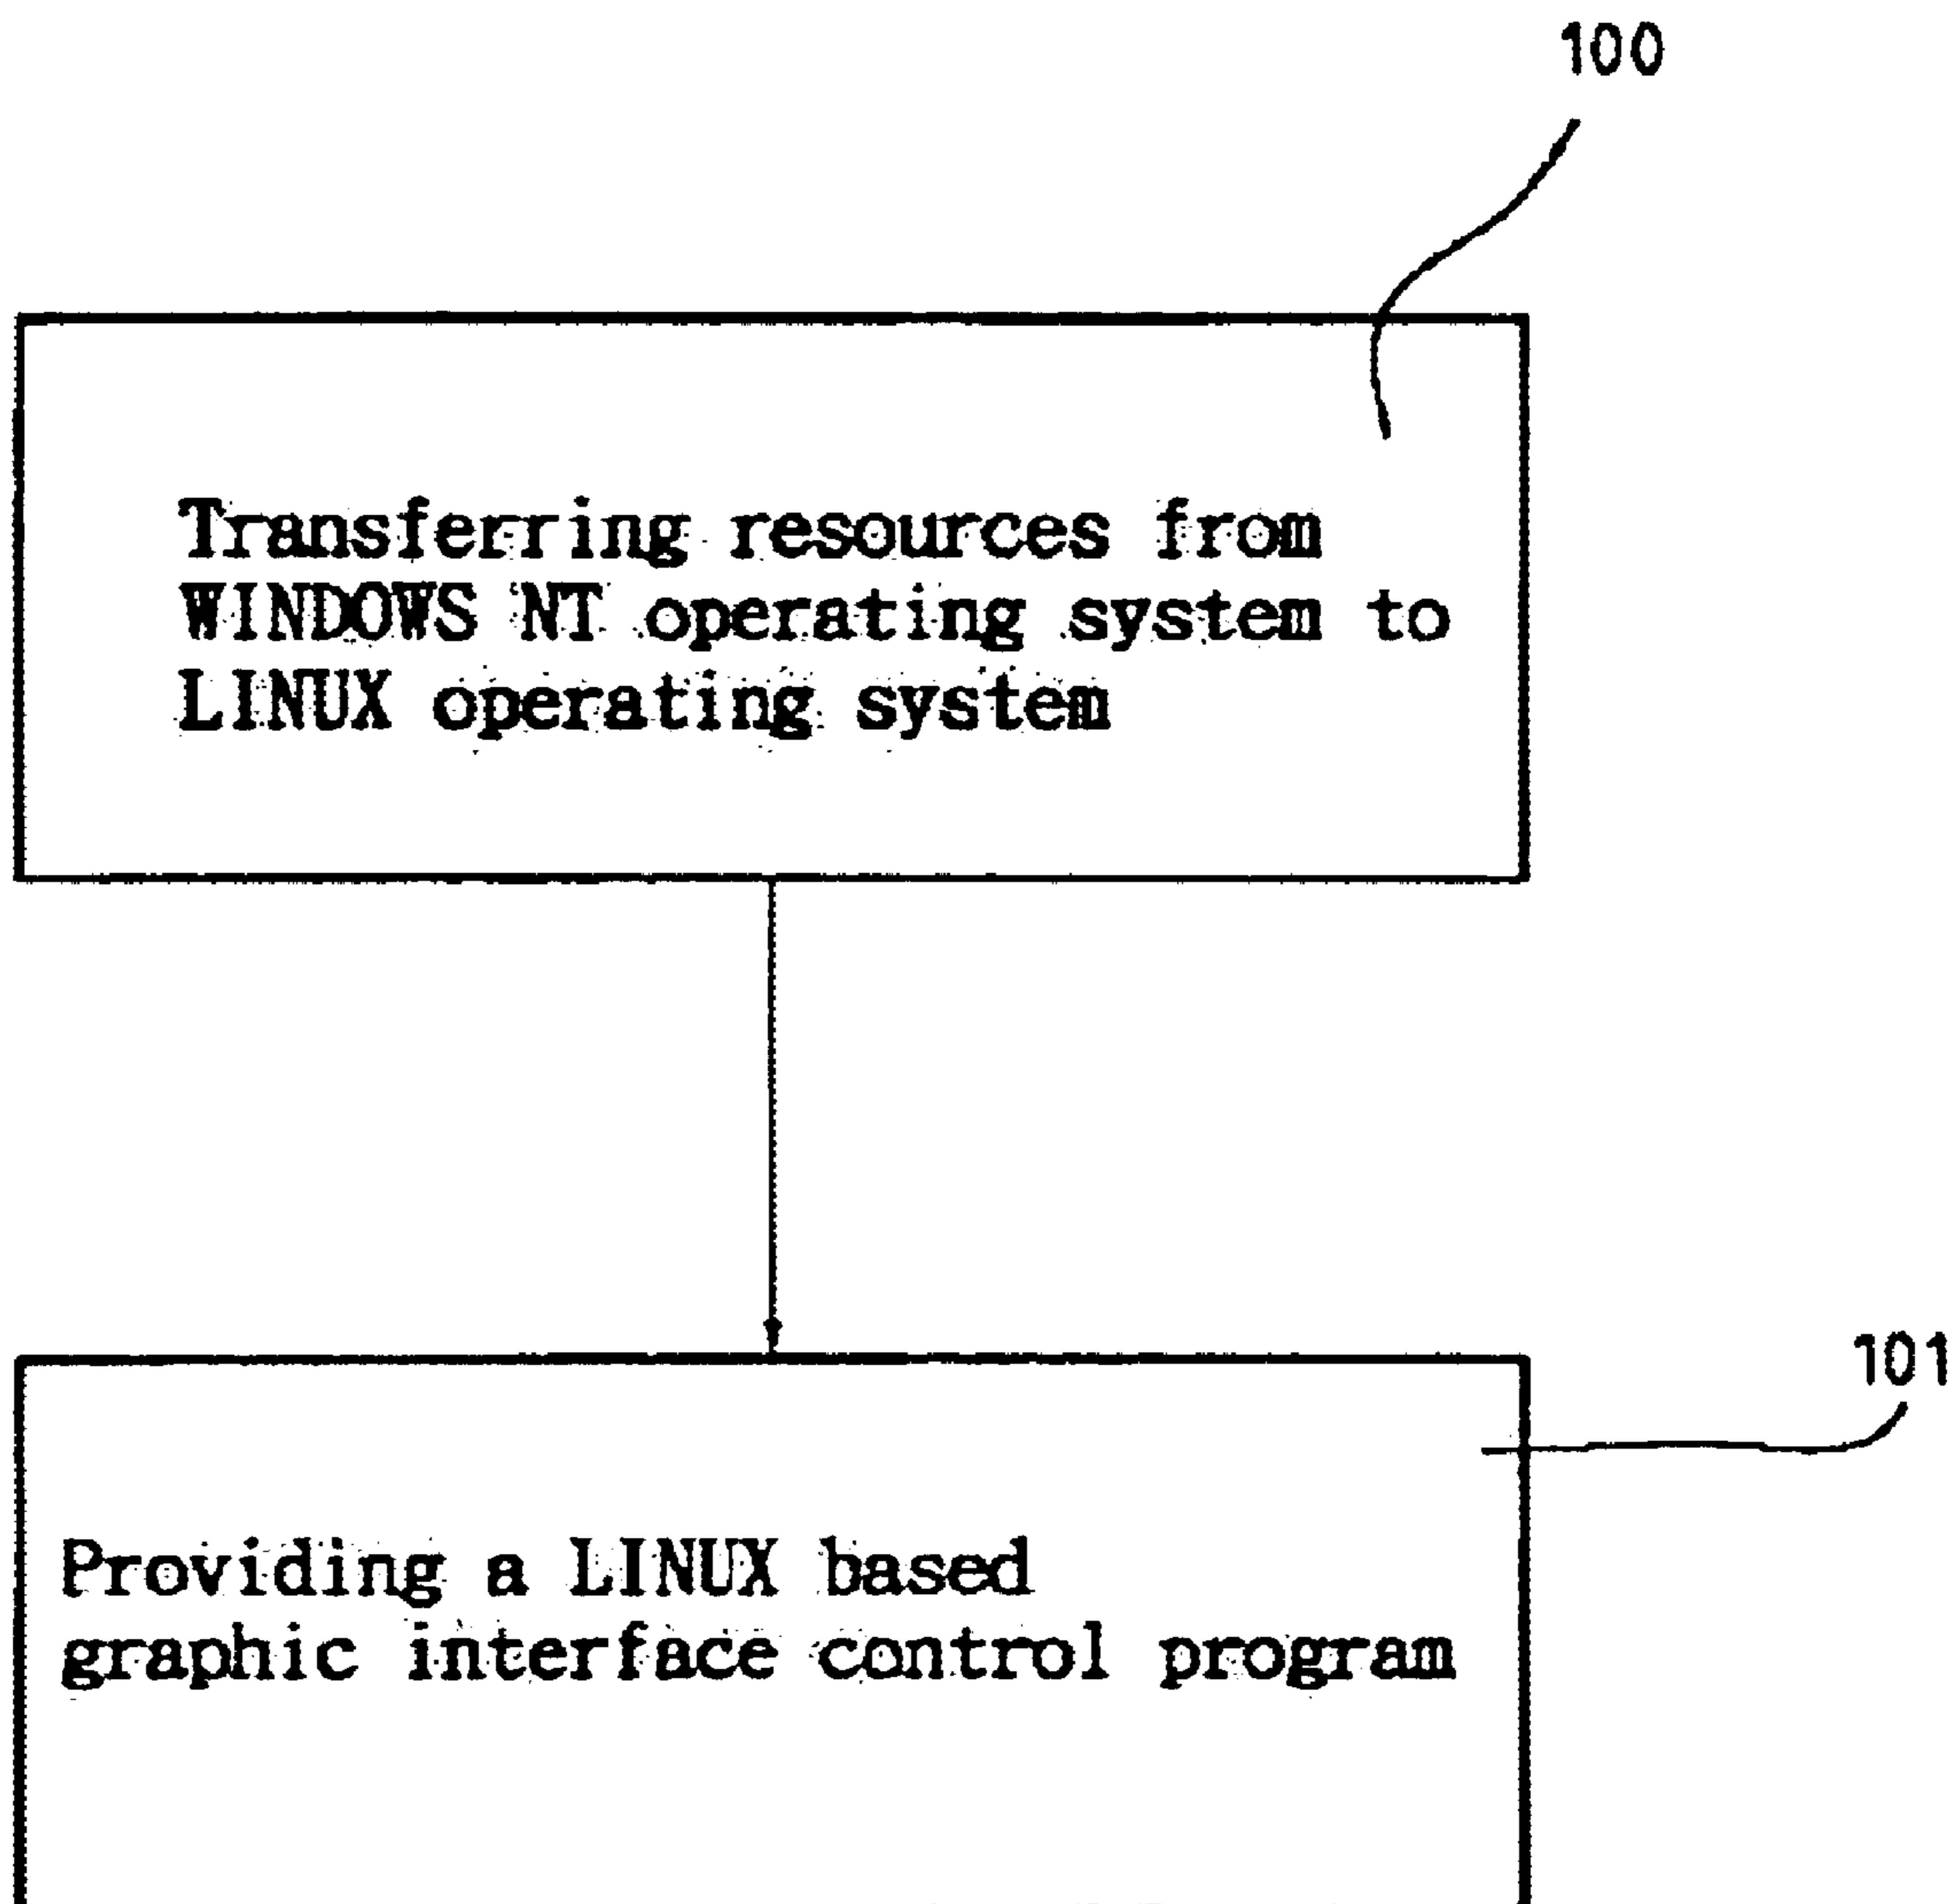 100
Transferring resources from
WINDOWS NT operating system to
LINUX operating system
101
Providing a LINUX based
graphic interface control program